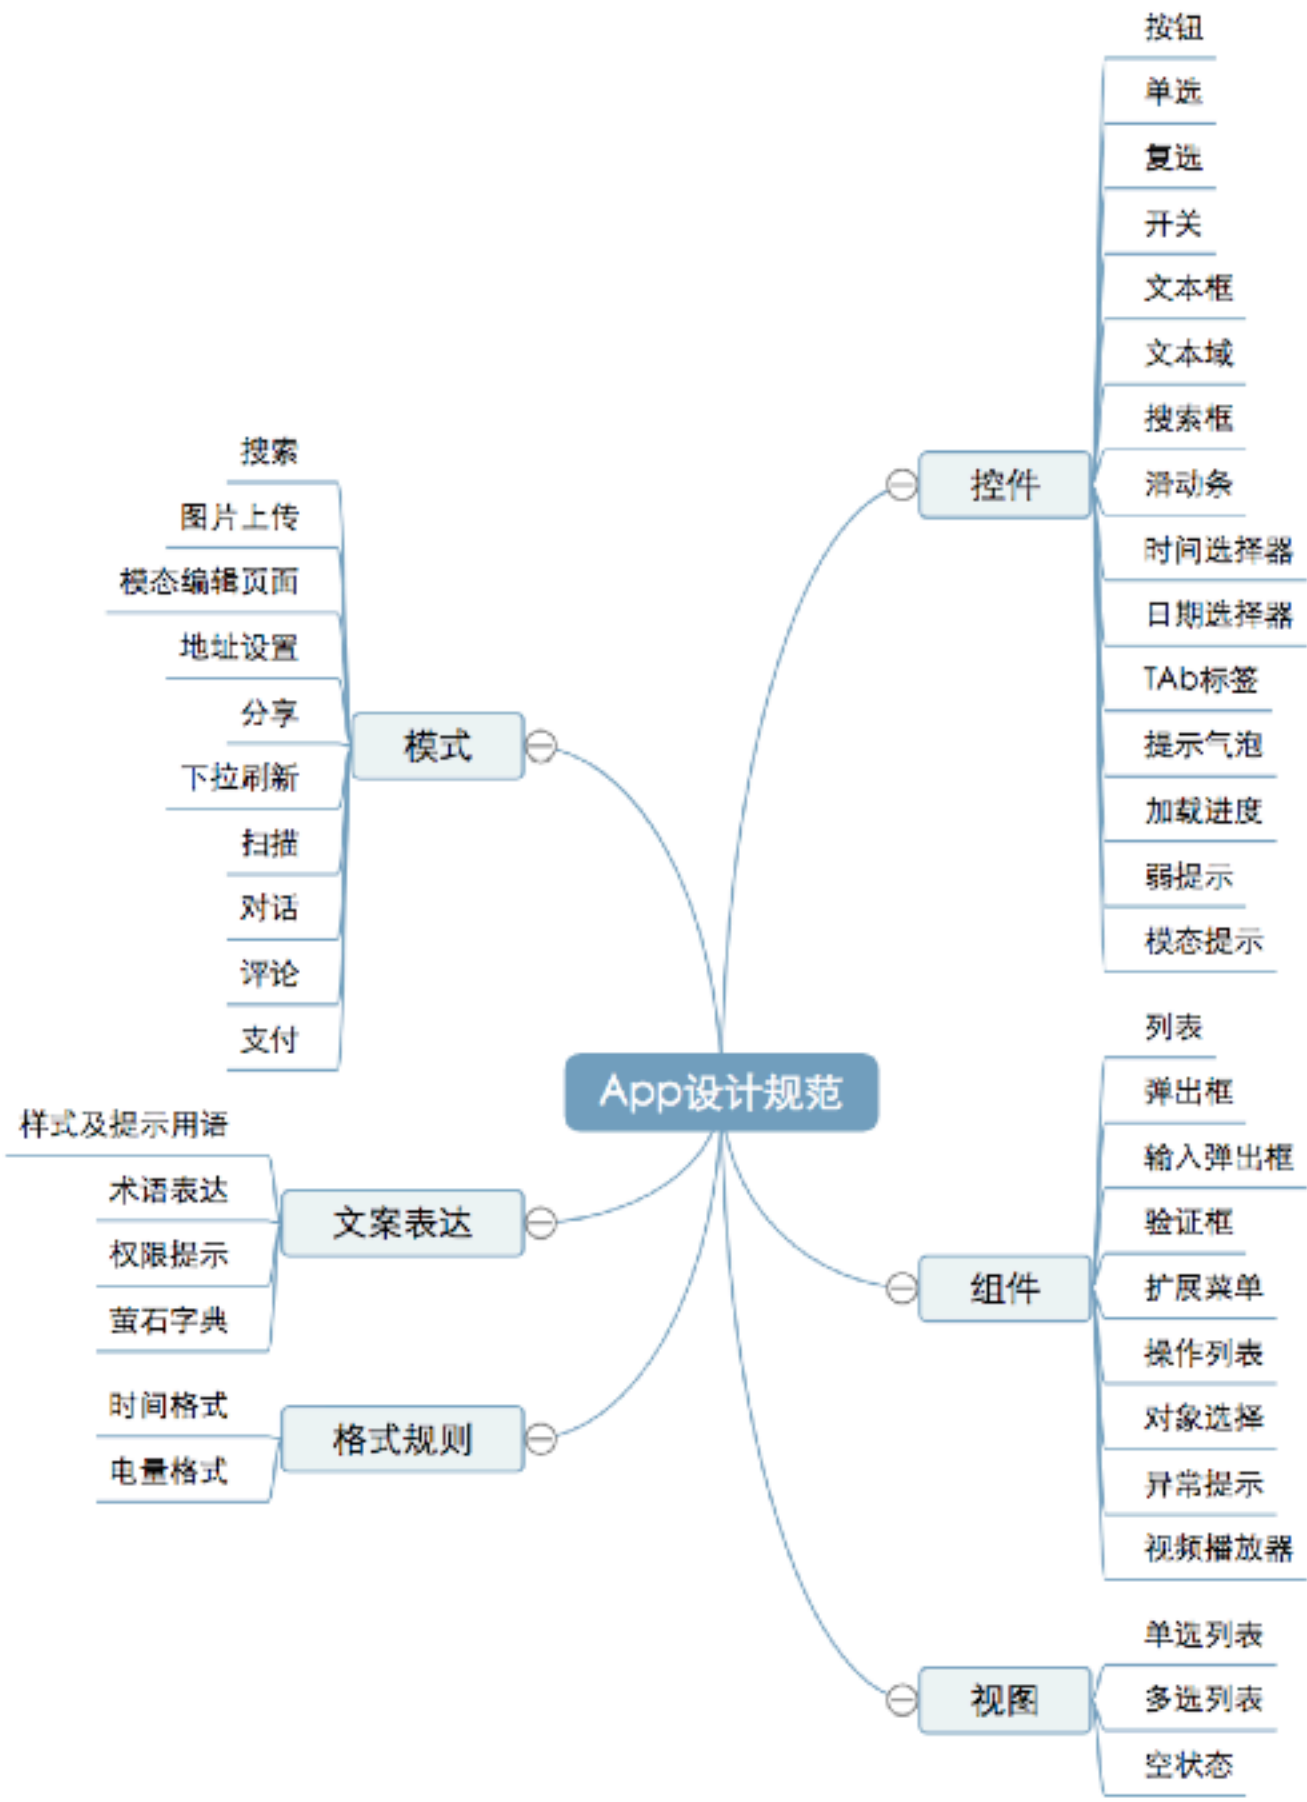 App设计规范
控件
按钮
单选
复选
开关
文本框
文本域
搜索框
滑动条
时间选择器
日期选择器
TAb标签
提示气泡
加载进度
弱提示
模态提示
组件
列表
弹出框
输入弹出框
验证框
扩展菜单
操作列表
对象选择
异常提示
视频播放器
视图
单选列表
多选列表
空状态
模式
搜索
图片上传
模态编辑页面
地址设置
分享
下拉刷新
扫描
对话
评论
支付
文案表达
样式及提示用语
术语表达
权限提示
萤石字典
格式规则
时间格式
电量格式